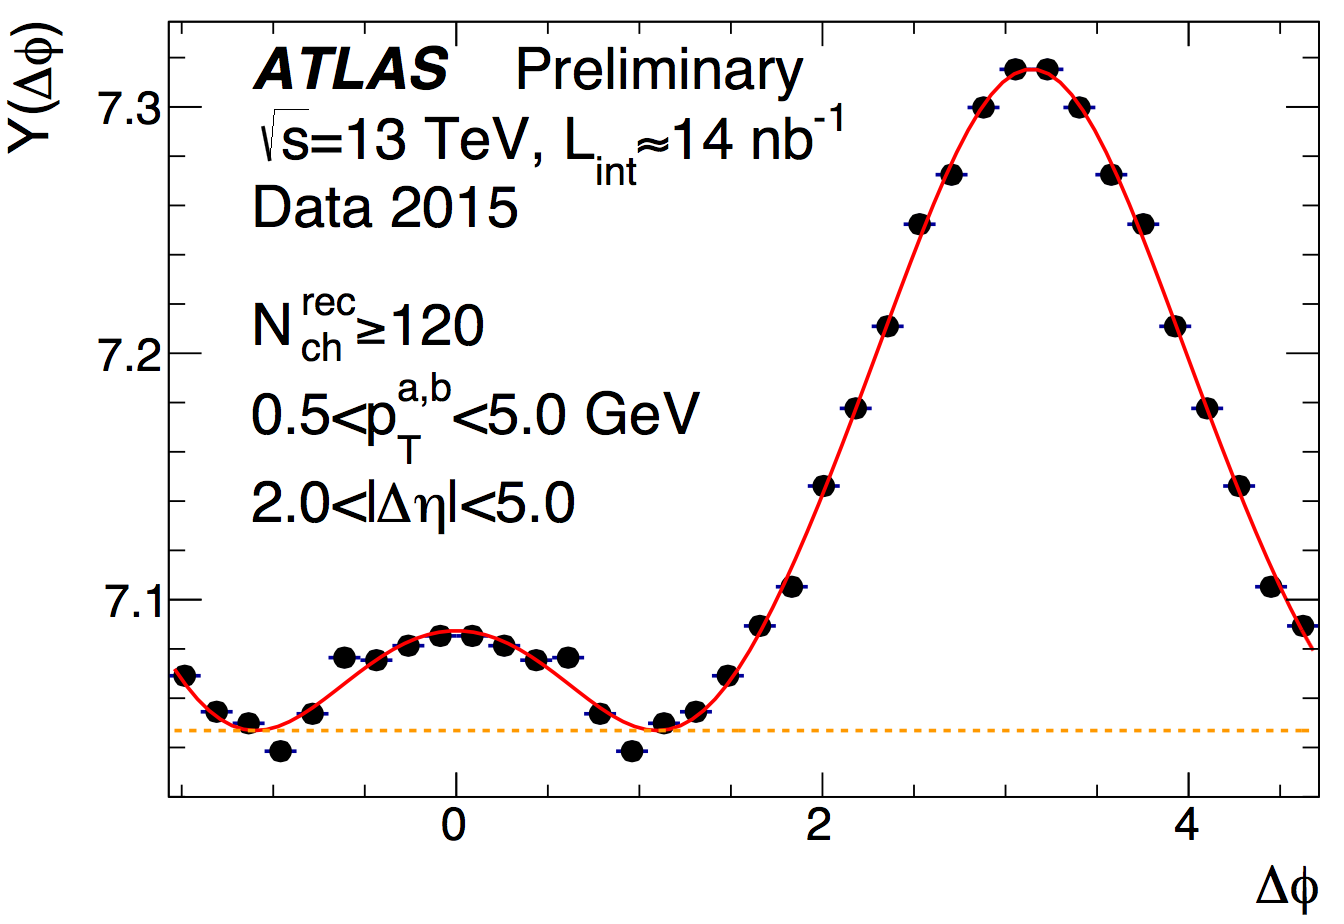 Y(Δϕ)
ATLAS Preliminary
√s=13 TeV, L_int≈14 nb^-1
Data 2015
N_ch^rec≥120
0.5<p_T^a,b<5.0 GeV
2.0<|Δη|<5.0
7.3
7.2
7.1
0 2 4
Δϕ